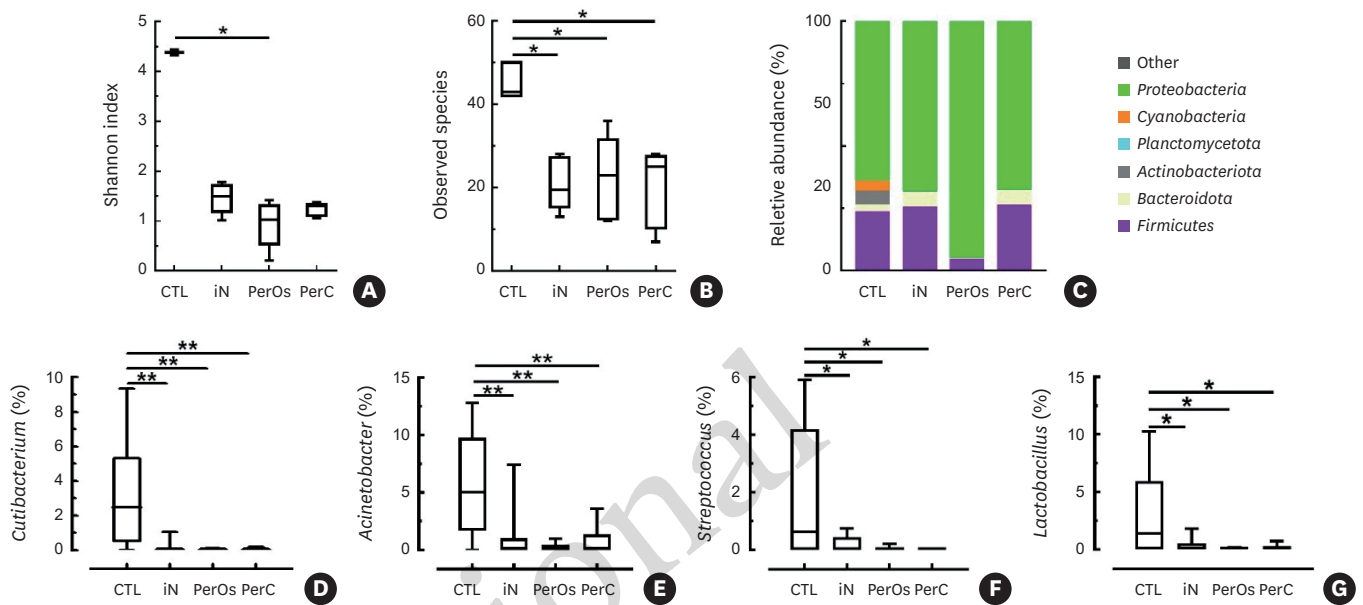 5
4
3
2
1
0
Shannon index
*
CTL
iN
PerOs
PerC
A
60
40
20
0
Observed species
*
*
*
CTL
iN
PerOs
PerC
B
100
50
20
0
Reletive abundance (%)
CTL
iN
PerOs
PerC
C
Other
Proteobacteria
Cyanobacteria
Planctomycetota
Actinobacteriota
Bacteroidota
Firmicutes
10
8
6
4
2
0
Cutibacterium (%)
**
**
**
CTL
iN
PerOs
PerC
D
15
10
5
0
Acinetobacter (%)
**
**
**
CTL
iN
PerOs
PerC
E
6
4
2
0
Streptococcus (%)
*
*
*
CTL
iN
PerOs
PerC
F
15
10
5
0
Lactobacillus (%)
*
*
*
CTL
iN
PerOs
PerC
G
ional